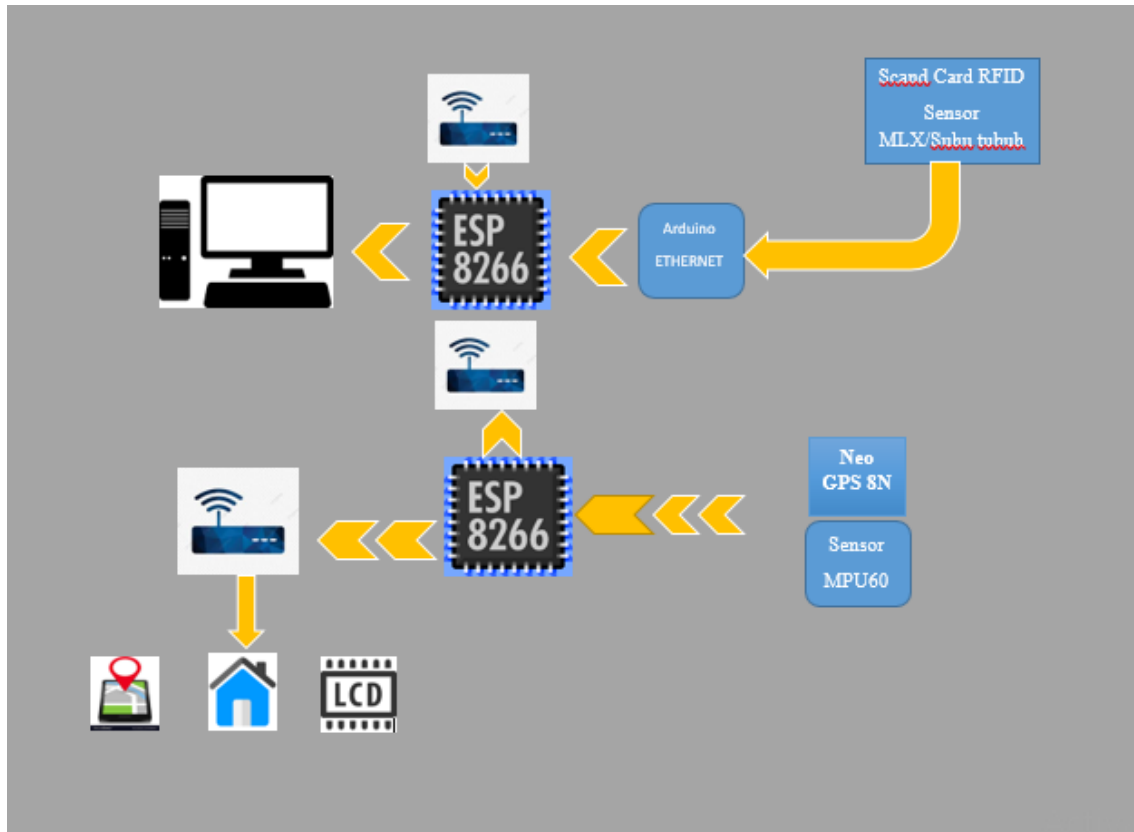 Scand Card RFID
Sensor
MLX/Suhu tubuh
ESP
8266
Arduino
ETHERNET
ESP
8266
Neo
GPS 8N
Sensor
MPU60
LCD